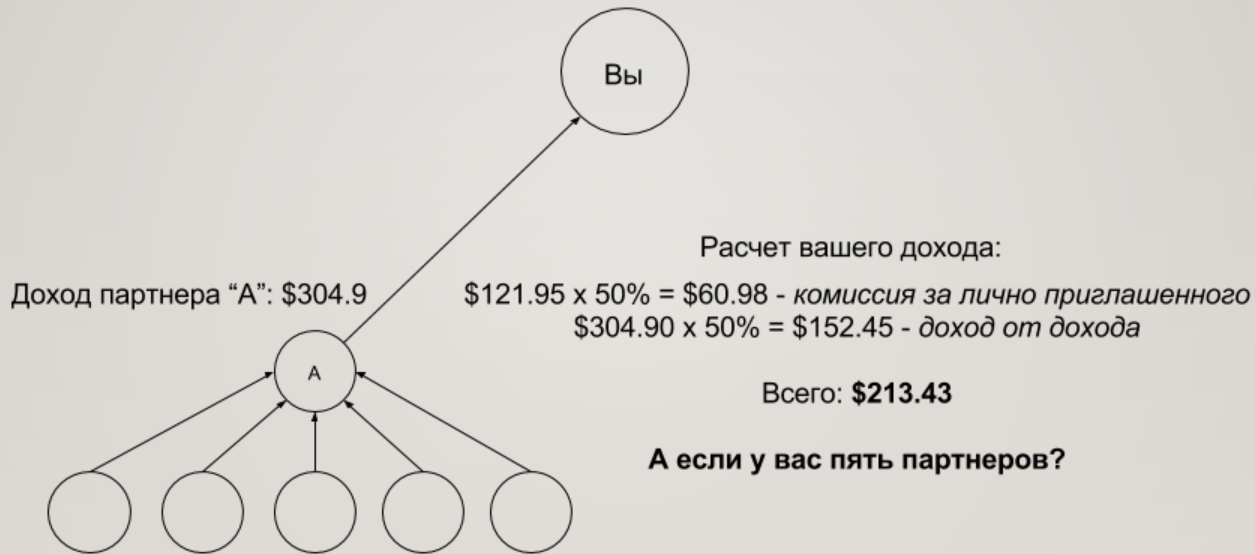 Вы
Расчет вашего дохода:
Доход партнера “А”: $304.9
$121.95 x 50% = $60.98 - комиссия за лично приглашенного
$304.90 x 50% = $152.45 - доход от дохода
А
Всего: $213.43
А если у вас пять партнеров?